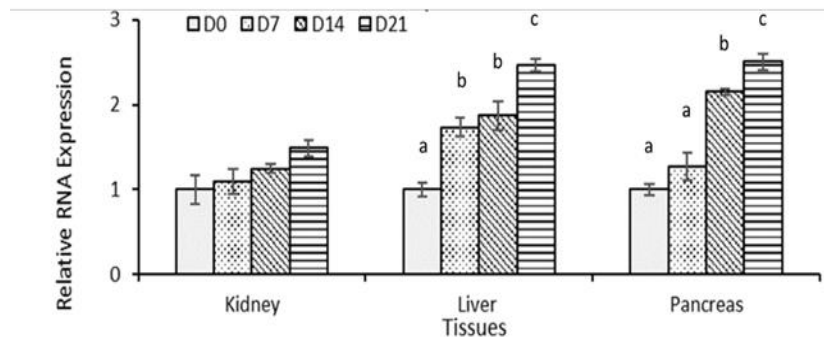 3
D0 D7 D14 D21
c
c
b
b
b
2
a
a
a
1
0
Relative RNA Expression
Kidney Liver Pancreas
Tissues